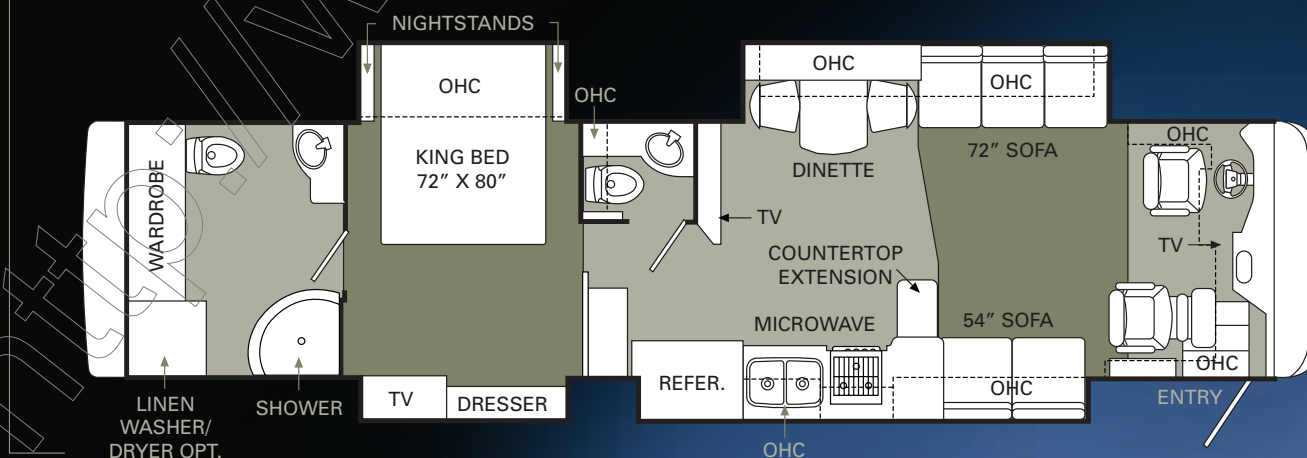 NIGHTSTANDS
OHC
OHC
OHC
OHC
OHC
KING BED
72” X 80”
WARDROBE
DINETTE
72” SOFA
TV
TV
COUNTERTOP
EXTENSION
MICROWAVE
54” SOFA
REFER.
TV
DRESSER
OHC
OHC
LINEN
WASHER/
DRYER OPT.
SHOWER
ENTRY
OHC